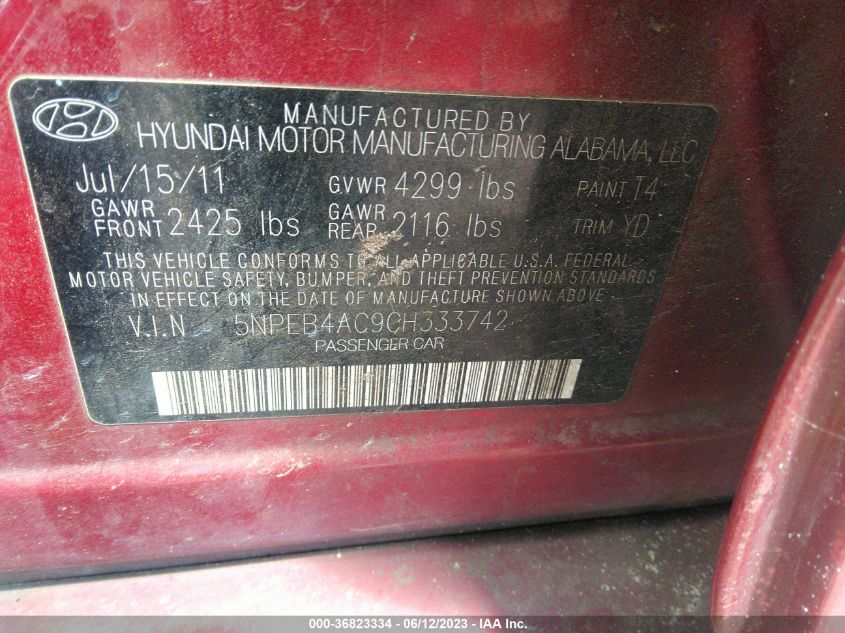 MANUFACTURED BY
HYUNDAI MOTOR MANUFACTURING ALABAMA, LLC
Jul/15/11 GVWR 4299 lbs PAINT T4
GAWR FRONT 2425 lbs GAWR REAR 2116 lbs TRIM YD
THIS VEHICLE CONFORMS TO ALL APPLICABLE U.S.A. FEDERAL
MOTOR VEHICLE SAFETY, BUMPER, AND THEFT PREVENTION STANDARDS
IN EFFECT ON THE DATE OF MANUFACTURE SHOWN ABOVE
V.I.N 5NPEB4AC9CH333742
PASSENGER CAR
000-36823334 - 06/12/2023 - IAA Inc.